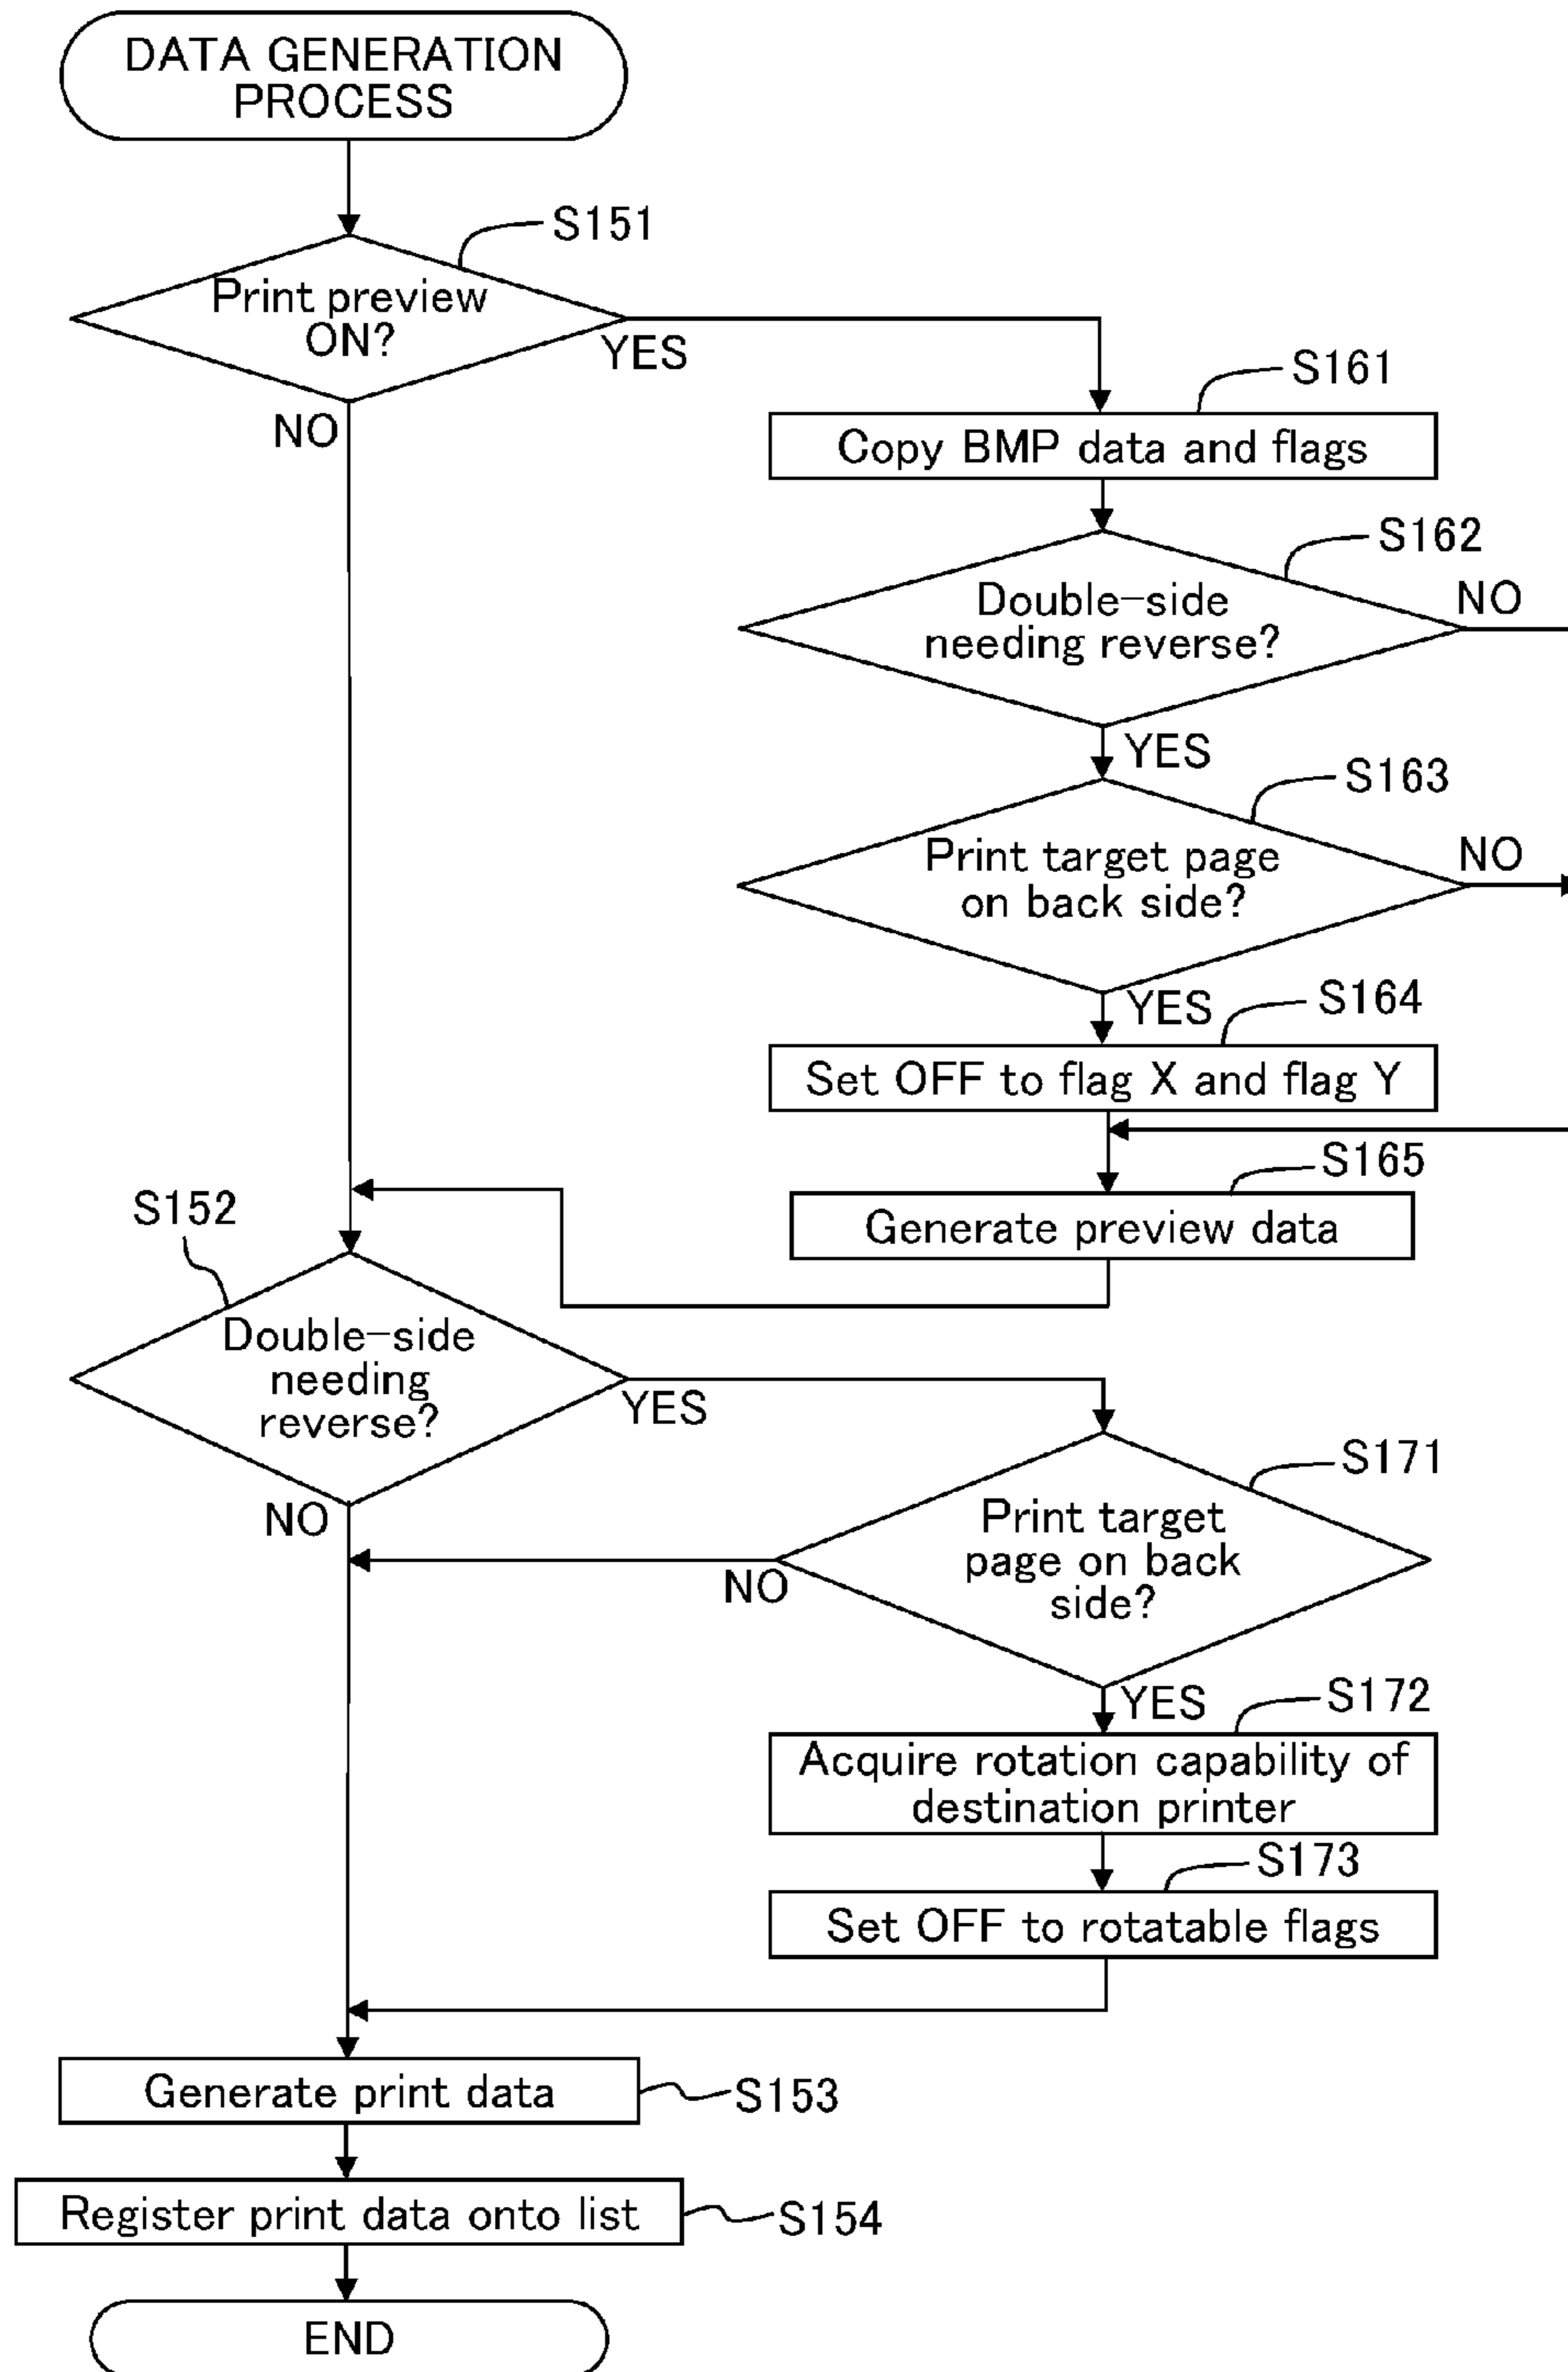 DATA GENERATION
PROCESS
S151
Print preview
ON?
YES
NO
S161
Copy BMP data and flags
S162
Double-side
needing reverse?
NO
YES
S163
Print target page
on back side?
NO
YES
S164
Set OFF to flag X and flag Y
S165
Generate preview data
S152
Double-side
needing
reverse?
YES
NO
S171
Print target
page on back
side?
NO
YES
S172
Acquire rotation capability of
destination printer
S173
Set OFF to rotatable flags
Generate print data
S153
Register print data onto list
S154
END